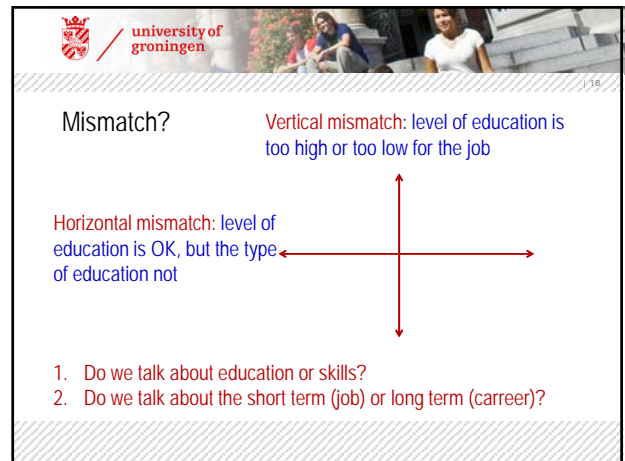 university of
groningen
| 18
Mismatch?
Vertical mismatch: level of education is
too high or too low for the job
Horizontal mismatch: level of
education is OK, but the type
of education not
1. Do we talk about education or skills?
2. Do we talk about the short term (job) or long term (carreer)?